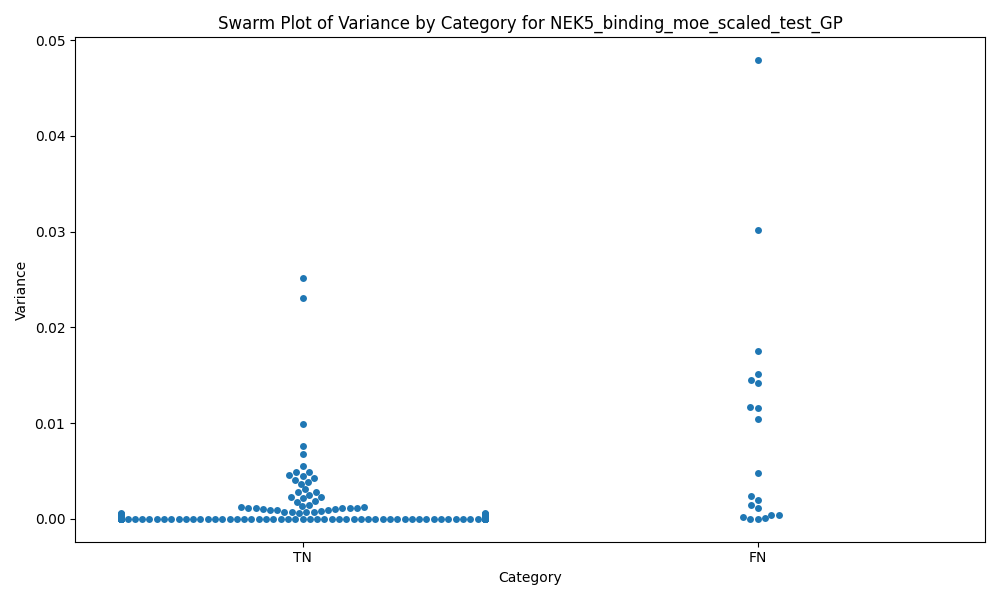 Swarm Plot of Variance by Category for NEK5_binding_moe_scaled_test_GP
0.05
0.04
0.03
0.02
0.01
0.00
Variance
TN
FN
Category